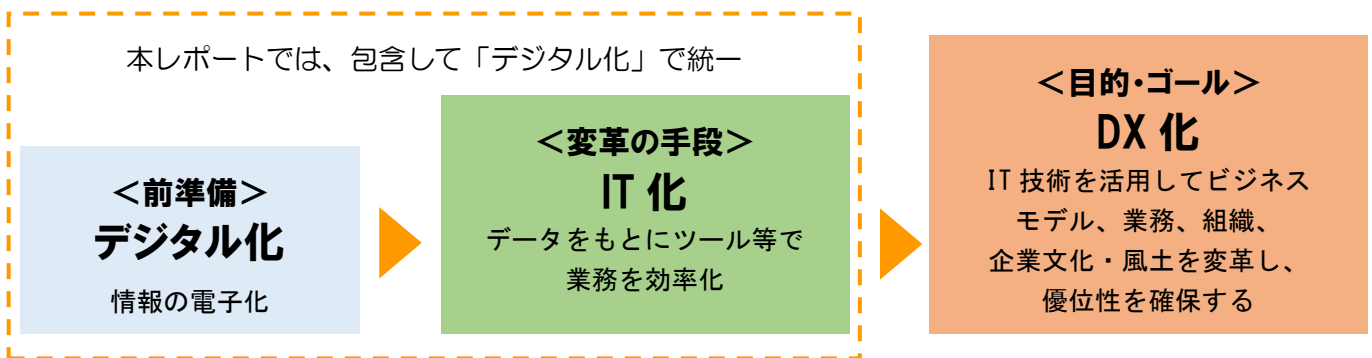 本レポートでは、包含して「デジタル化」で統一
＜前準備＞
デジタル化
情報の電子化
＜変革の手段＞
IT 化
データをもとにツール等で
業務を効率化
＜目的・ゴール＞
DX 化
IT 技術を活用してビジネス
モデル、業務、組織、
企業文化・風土を変革し、
優位性を確保する